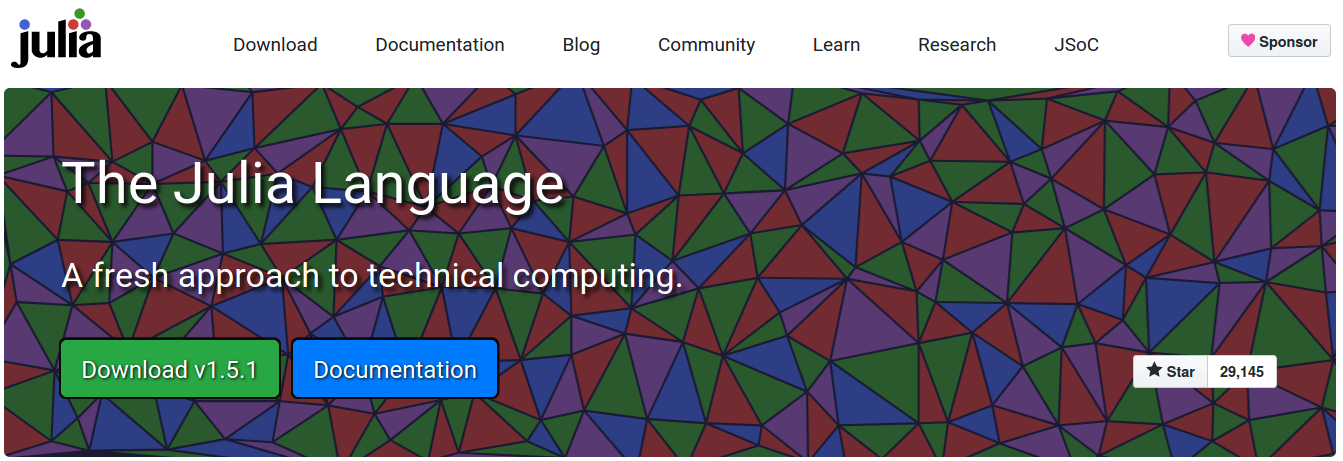 julia
Download Documentation Blog Community Learn Research JSoC Sponsor
The Julia Language
A fresh approach to technical computing.
Download v1.5.1 Documentation Star 29,145